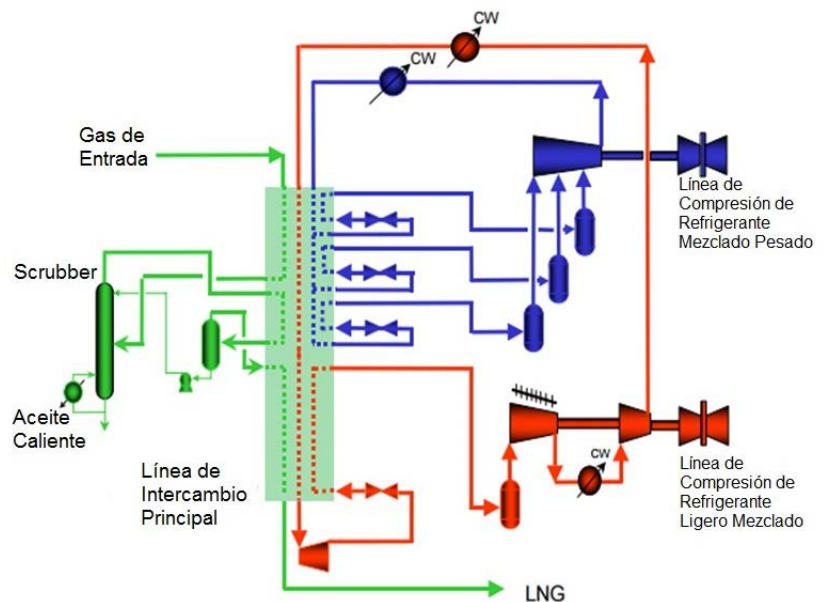 CW
CW
Gas de
Entrada
Línea de
Compresión de
Refrigerante
Mezclado Pesado
Scrubber
Aceite
Caliente
Línea de
Intercambio
Principal
CW
Línea de
Compresión de
Refrigerante
Ligero Mezclado
LNG